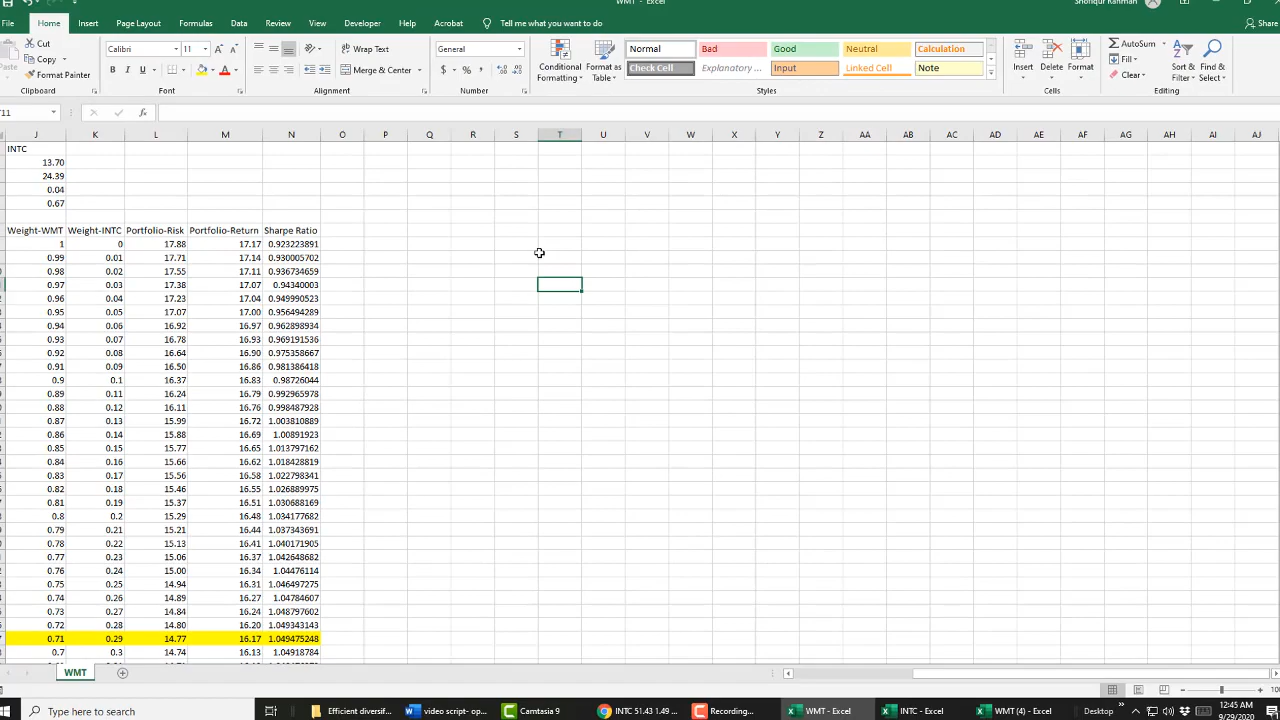 WMT - Excel Shofiqur Rahman
File Home Insert Page Layout Formulas Data Review View Developer Help Acrobat Tell me what you want to do Share
Cut Calibri 11 Wrap Text General Normal Bad Good Neutral Calculation AutoSum
Copy Fill
Format Painter Merge & Center Conditional Formatting Format as Table Check Cell Explanatory ... Input Linked Cell Note Insert Delete Format Clear Sort & Filter Find & Select
Clipboard Font Alignment Number Styles Cells Editing
J K L M N O P Q R S T U V W X Y Z AA AB AC AD AE AF AG AH AI AJ
INTC
13.70
24.39
0.04
0.67
Weight-WMT Weight-INTC Portfolio-Risk Portfolio-Return Sharpe Ratio
1 0 17.88 17.17 0.923223891
0.99 0.01 17.71 17.14 0.930005702
0.98 0.02 17.55 17.11 0.936734659
0.97 0.03 17.38 17.07 0.94340003
0.96 0.04 17.23 17.04 0.949990523
0.95 0.05 17.07 17.00 0.956494289
0.94 0.06 16.92 16.97 0.962898934
0.93 0.07 16.78 16.93 0.969191536
0.92 0.08 16.64 16.90 0.975358667
0.91 0.09 16.50 16.86 0.981386418
0.9 0.1 16.37 16.83 0.98726044
0.89 0.11 16.24 16.79 0.992965978
0.88 0.12 16.11 16.76 0.998487928
0.87 0.13 15.99 16.72 1.003810889
0.86 0.14 15.88 16.69 1.00891923
0.85 0.15 15.77 16.65 1.013797162
0.84 0.16 15.66 16.62 1.018428819
0.83 0.17 15.56 16.58 1.022798341
0.82 0.18 15.46 16.55 1.026889975
0.81 0.19 15.37 16.51 1.030688169
0.8 0.2 15.29 16.48 1.034177682
0.79 0.21 15.21 16.44 1.037343691
0.78 0.22 15.13 16.41 1.040171905
0.77 0.23 15.06 16.37 1.042648682
0.76 0.24 15.00 16.34 1.04476114
0.75 0.25 14.94 16.31 1.046497275
0.74 0.26 14.89 16.27 1.04784607
0.73 0.27 14.84 16.24 1.048797602
0.72 0.28 14.80 16.20 1.049343143
0.71 0.29 14.77 16.17 1.049475248
0.7 0.3 14.74 16.13 1.04918784
WMT
Type here to search Efficient diversif... video script- op... Camtasia 9 INTC 51.43 1.49 ... Recording... WMT - Excel INTC - Excel WMT (4) - Excel Desktop 12:45 AM
9/29/2020